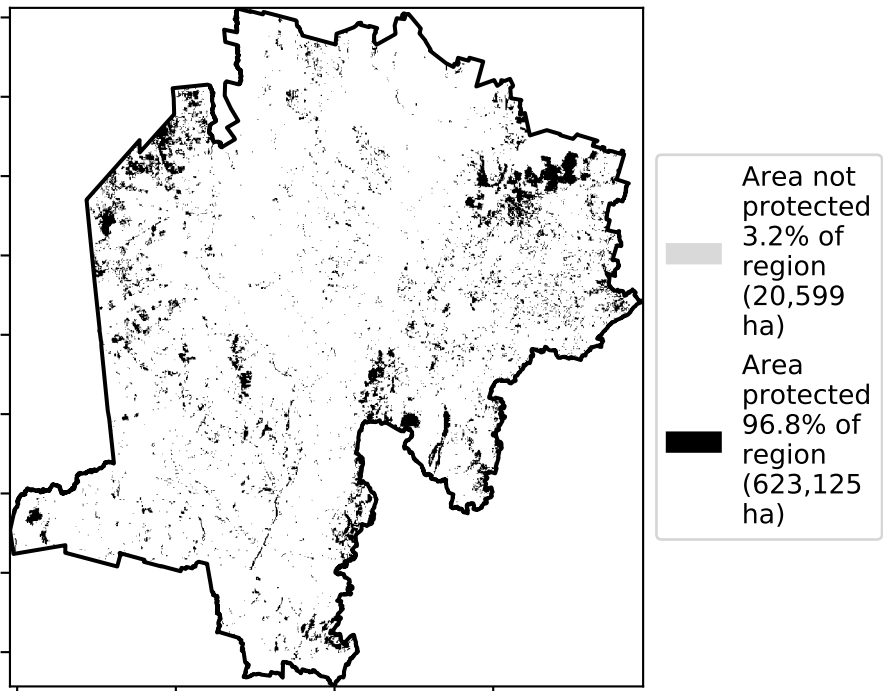 Area not
protected
3.2% of
region
(20,599
ha)
Area
protected
96.8% of
region
(623,125
ha)